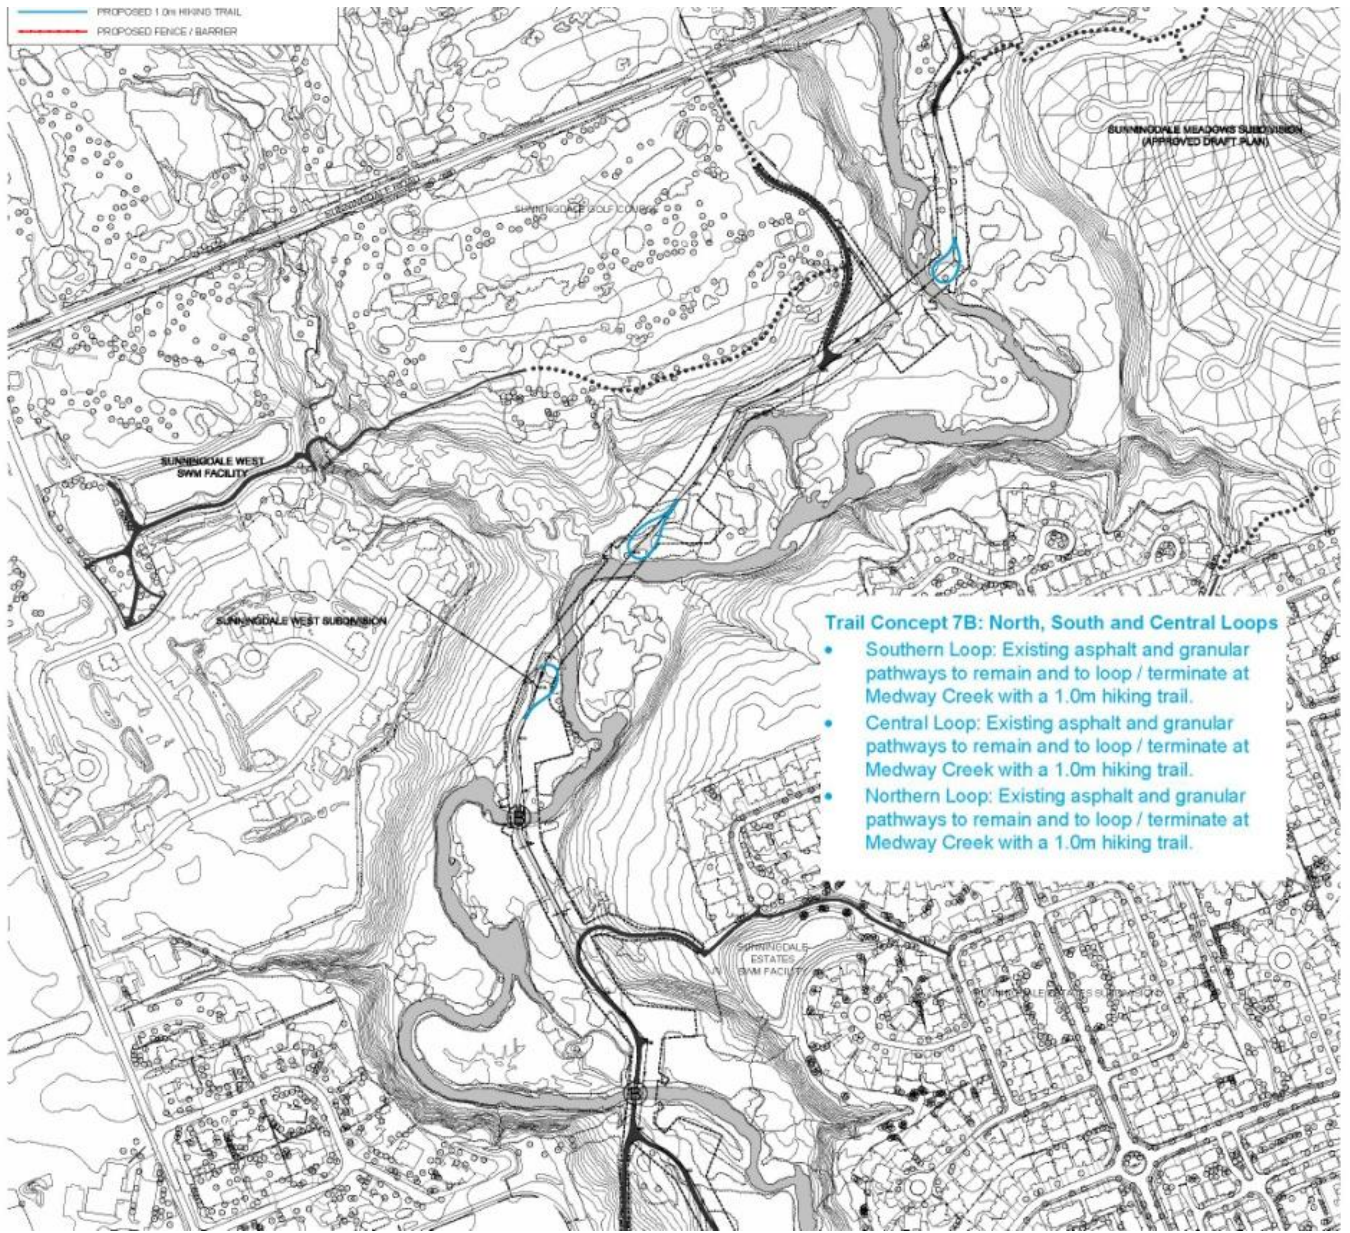 PROPOSED 1.0m HIKING TRAIL
PROPOSED FENCE / BARRIER
SUNNINGDALE MEADOWS SUBDIVISION
(APPROVED DRAFT PLAN)
SUNNINGDALE ROAD
SUNNINGDALE GOLF COURSE
SUNNINGDALE WEST
SWM FACILITY
SUNNINGDALE WEST SUBDIVISION
Trail Concept 7B: North, South and Central Loops
• Southern Loop: Existing asphalt and granular
pathways to remain and to loop / terminate at
Medway Creek with a 1.0m hiking trail.
• Central Loop: Existing asphalt and granular
pathways to remain and to loop / terminate at
Medway Creek with a 1.0m hiking trail.
• Northern Loop: Existing asphalt and granular
pathways to remain and to loop / terminate at
Medway Creek with a 1.0m hiking trail.
SUNNINGDALE
ESTATES
SWM FACILITY
SUNNINGDALE ESTATES SUBDIVISION